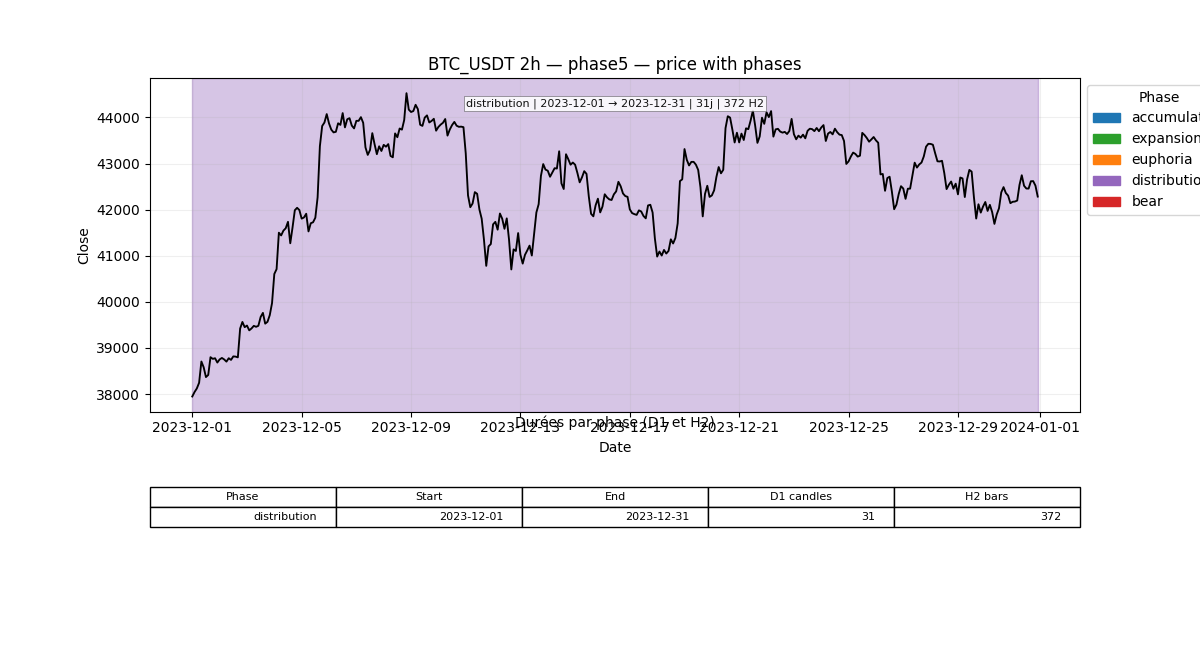 BTC_USDT 2h — phase5 — price with phases
distribution | 2023-12-01 → 2023-12-31 | 31j | 372 H2
Close
44000
43000
42000
41000
40000
39000
38000
Phase
accumulat
expansion
euphoria
distributio
bear
Durées par phase (D1 et H2)
2023-12-01 2023-12-05 2023-12-09 2023-12-13 2023-12-17 2023-12-21 2023-12-25 2023-12-29 2024-01-01
Date
Phase Start End D1 candles H2 bars
distribution 2023-12-01 2023-12-31 31 372